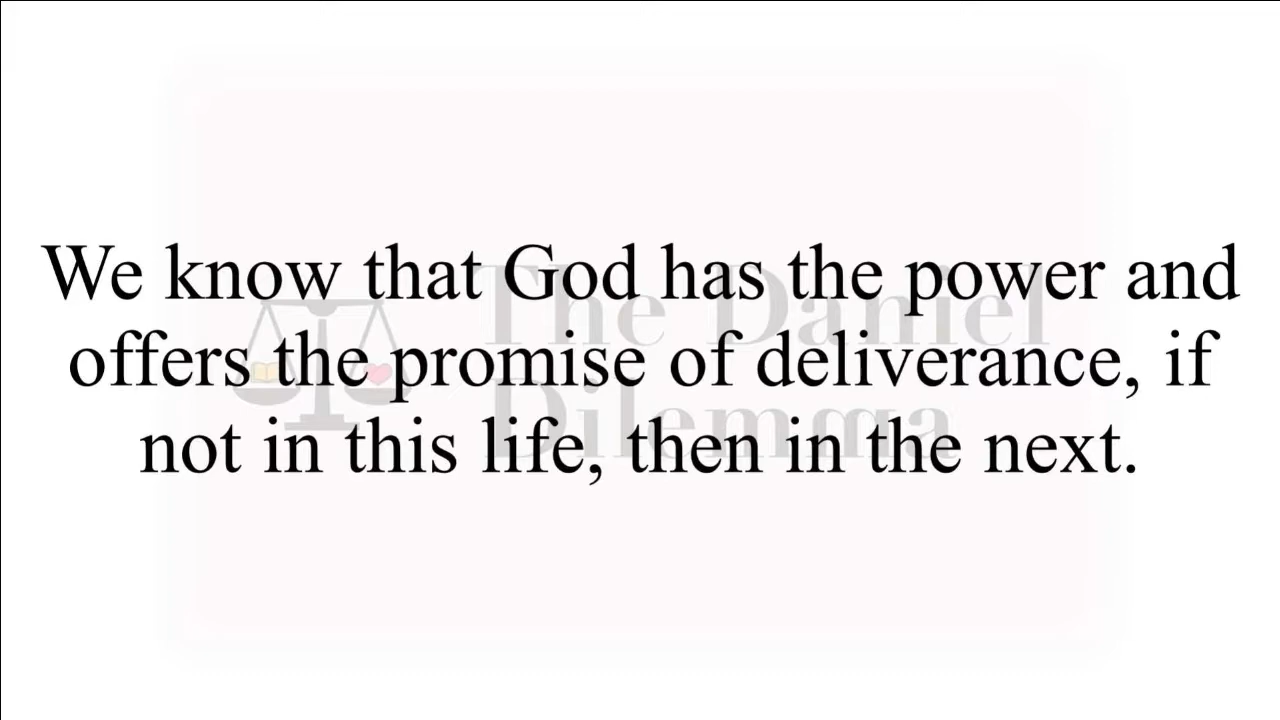 We know that God has the power and
offers the promise of deliverance, if
not in this life, then in the next.
The Daniel
Dilemma